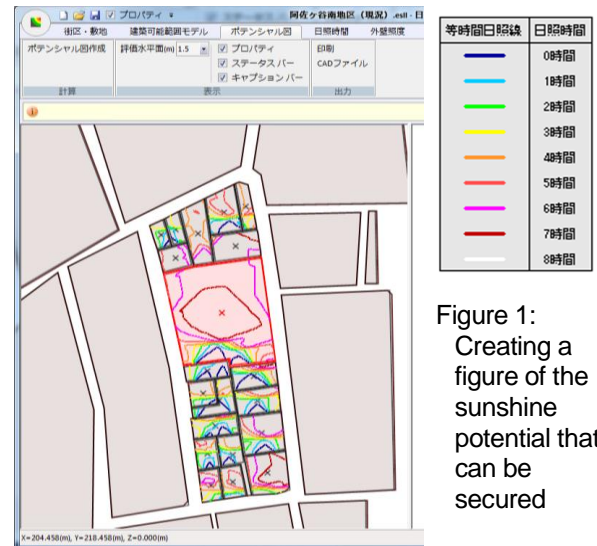 プロパティ
阿佐ケ谷南地区（現況）.esll - 日
街区・敷地 建築可能範囲モデル ポテンシャル図 日照時間 外壁照度
ポテンシャル図作成 評価水平面(m) 1.5 プロパティ 印刷
ステータス バー CADファイル
キャプション バー
計算 表示 出力
X=204.458(m), Y=218.458(m), Z=0.000(m)
等時間日照線 日照時間
0時間
1時間
2時間
3時間
4時間
5時間
6時間
7時間
8時間
Figure 1:
Creating a
figure of the
sunshine
potential that
can be
secured